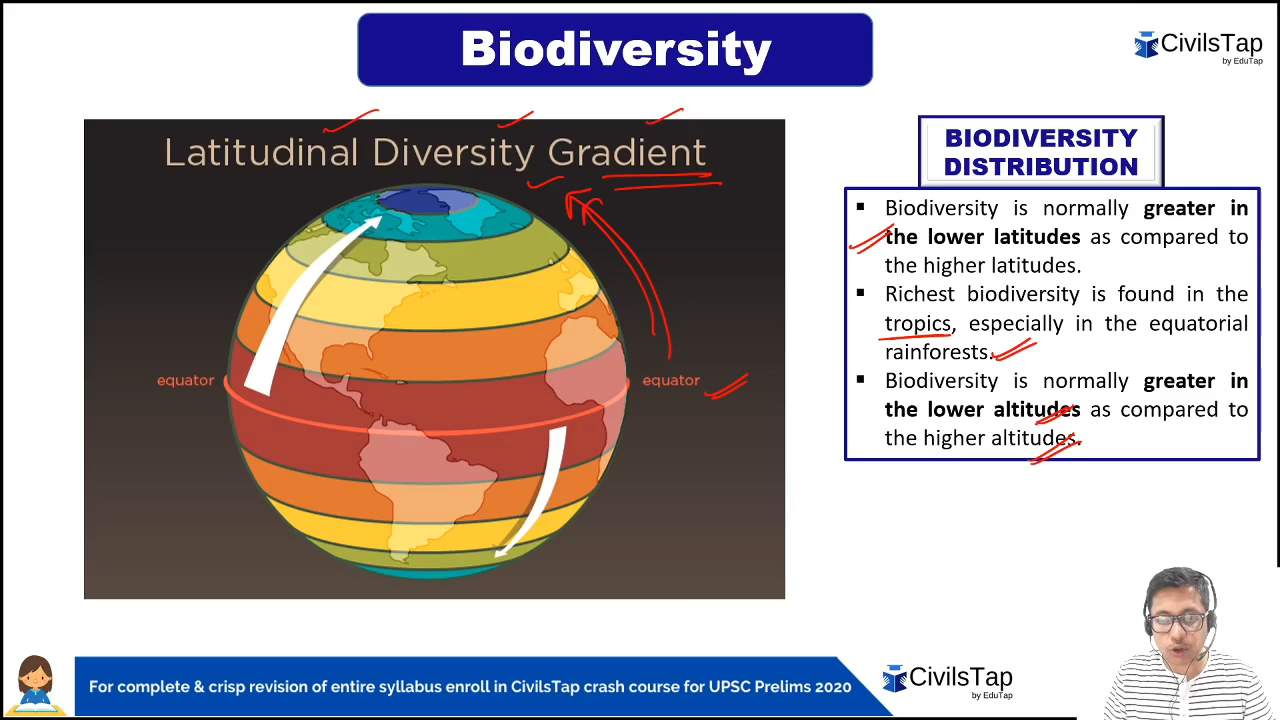 Biodiversity
CivilsTap
by EduTap
Latitudinal Diversity Gradient
equator
equator
BIODIVERSITY
DISTRIBUTION
▪ Biodiversity is normally greater in
the lower latitudes as compared to
the higher latitudes.
▪ Richest biodiversity is found in the
tropics, especially in the equatorial
rainforests.
▪ Biodiversity is normally greater in
the lower altitudes as compared to
the higher altitudes.
For complete & crisp revision of entire syllabus enroll in CivilsTap crash course for UPSC Prelims 2020
CivilsTap
by EduTap